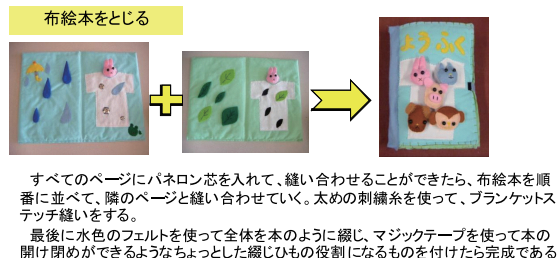 布絵本をとじる
ようふく
すべてのページにパネロン芯を入れて、縫い合わせることができたら、布絵本を順
番に並べて、隣のページと縫い合わせていく。太めの刺繍糸を使って、ブランケットス
テッチ縫いをする。
最後に水色のフェルトを使って全体を本のように綴じ、マジックテープを使って本の
開け閉めができるようなちょっとした綴じひもの役割になるものを付けたら完成である